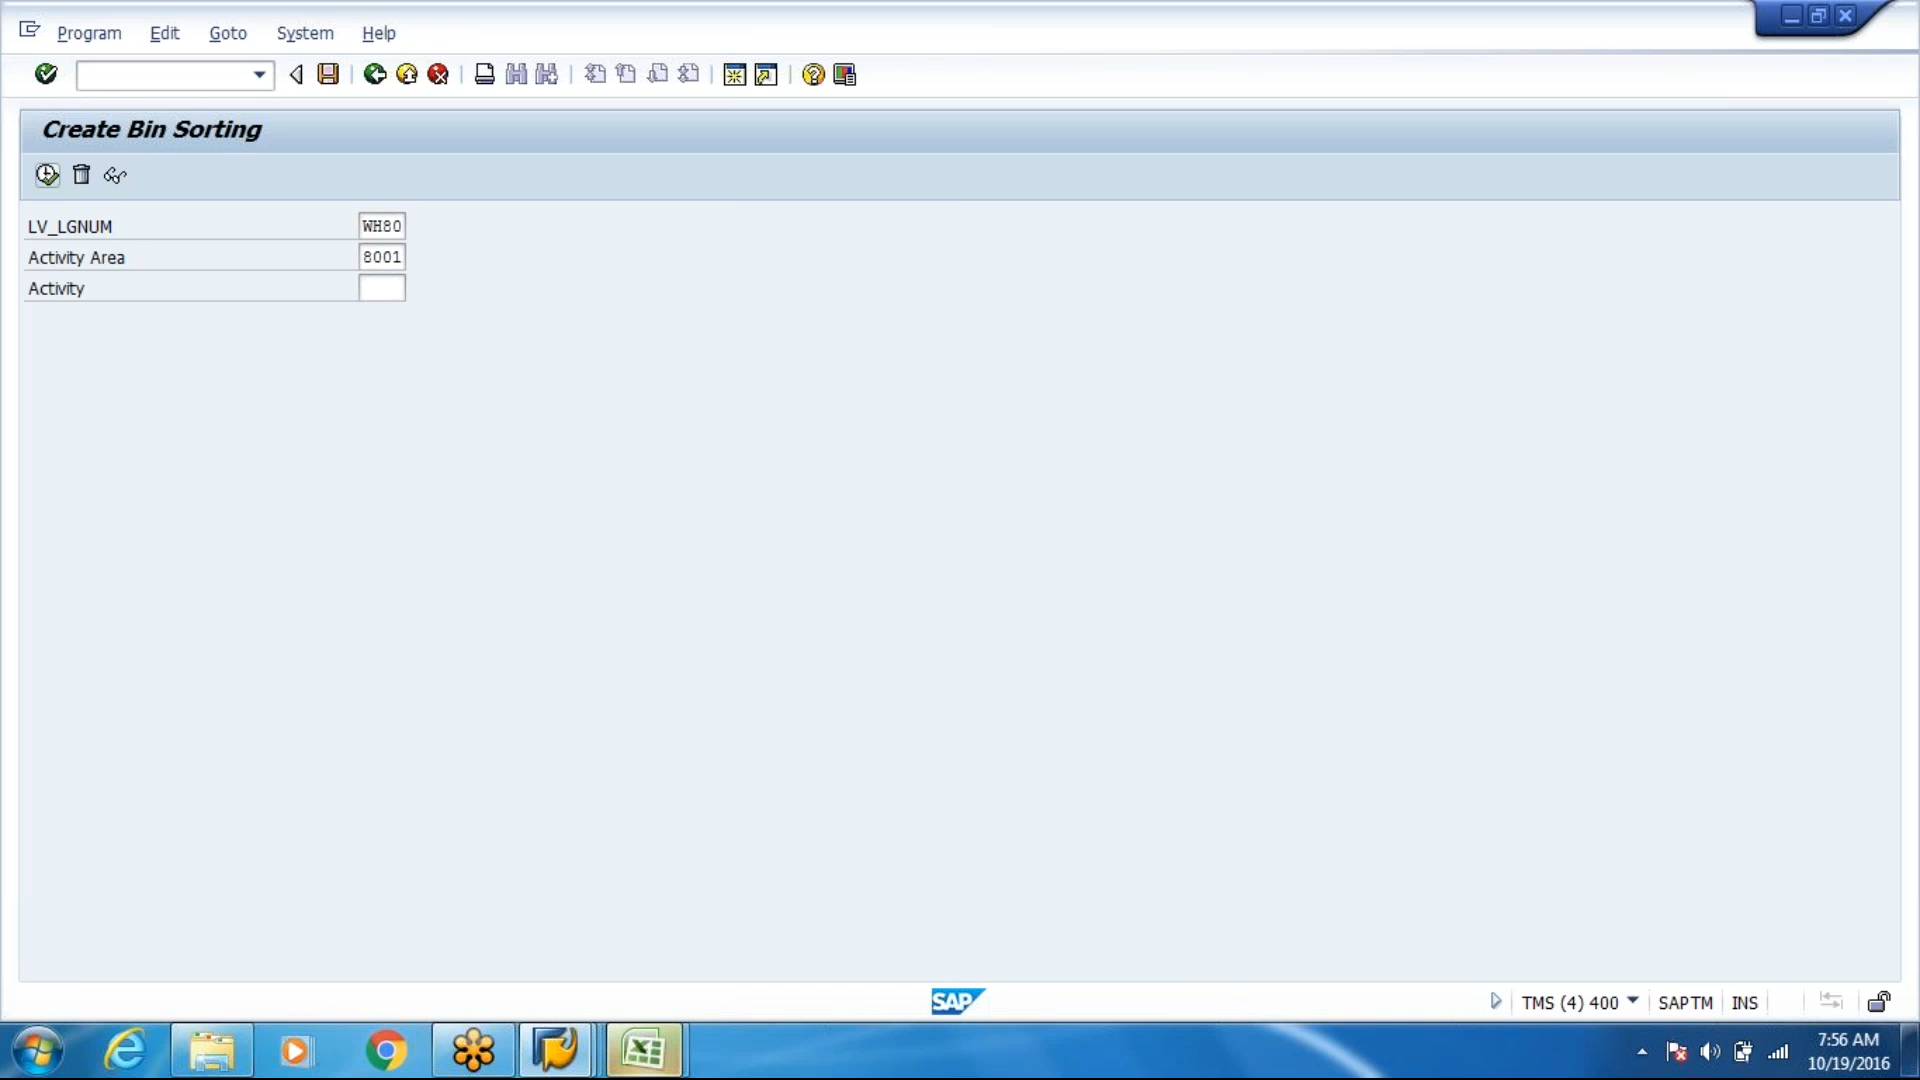 Program Edit Goto System Help
Create Bin Sorting
LV_LGNUM WH80
Activity Area 8001
Activity
SAP
TMS (4) 400 SAPTM INS
7:56 AM
10/19/2016